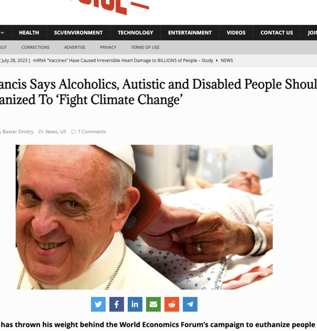 HEALTH SCI/ENVIRONMENT TECHNOLOGY ENTERTAINMENT VIDEOS CONTACT US JOIN
OUT CORRECTIONS ADVERTISE PRIVACY TERMS OF USE
July 28, 2023 ] mRNA “Vaccines” Have Caused Irreversible Heart Damage to BILLIONS of People – Study NEWS
ancis Says Alcoholics, Autistic and Disabled People Shoul
anized To ‘Fight Climate Change’
Baxter Dmitry News, US 7 Comments
has thrown his weight behind the World Economics Forum’s campaign to euthanize people